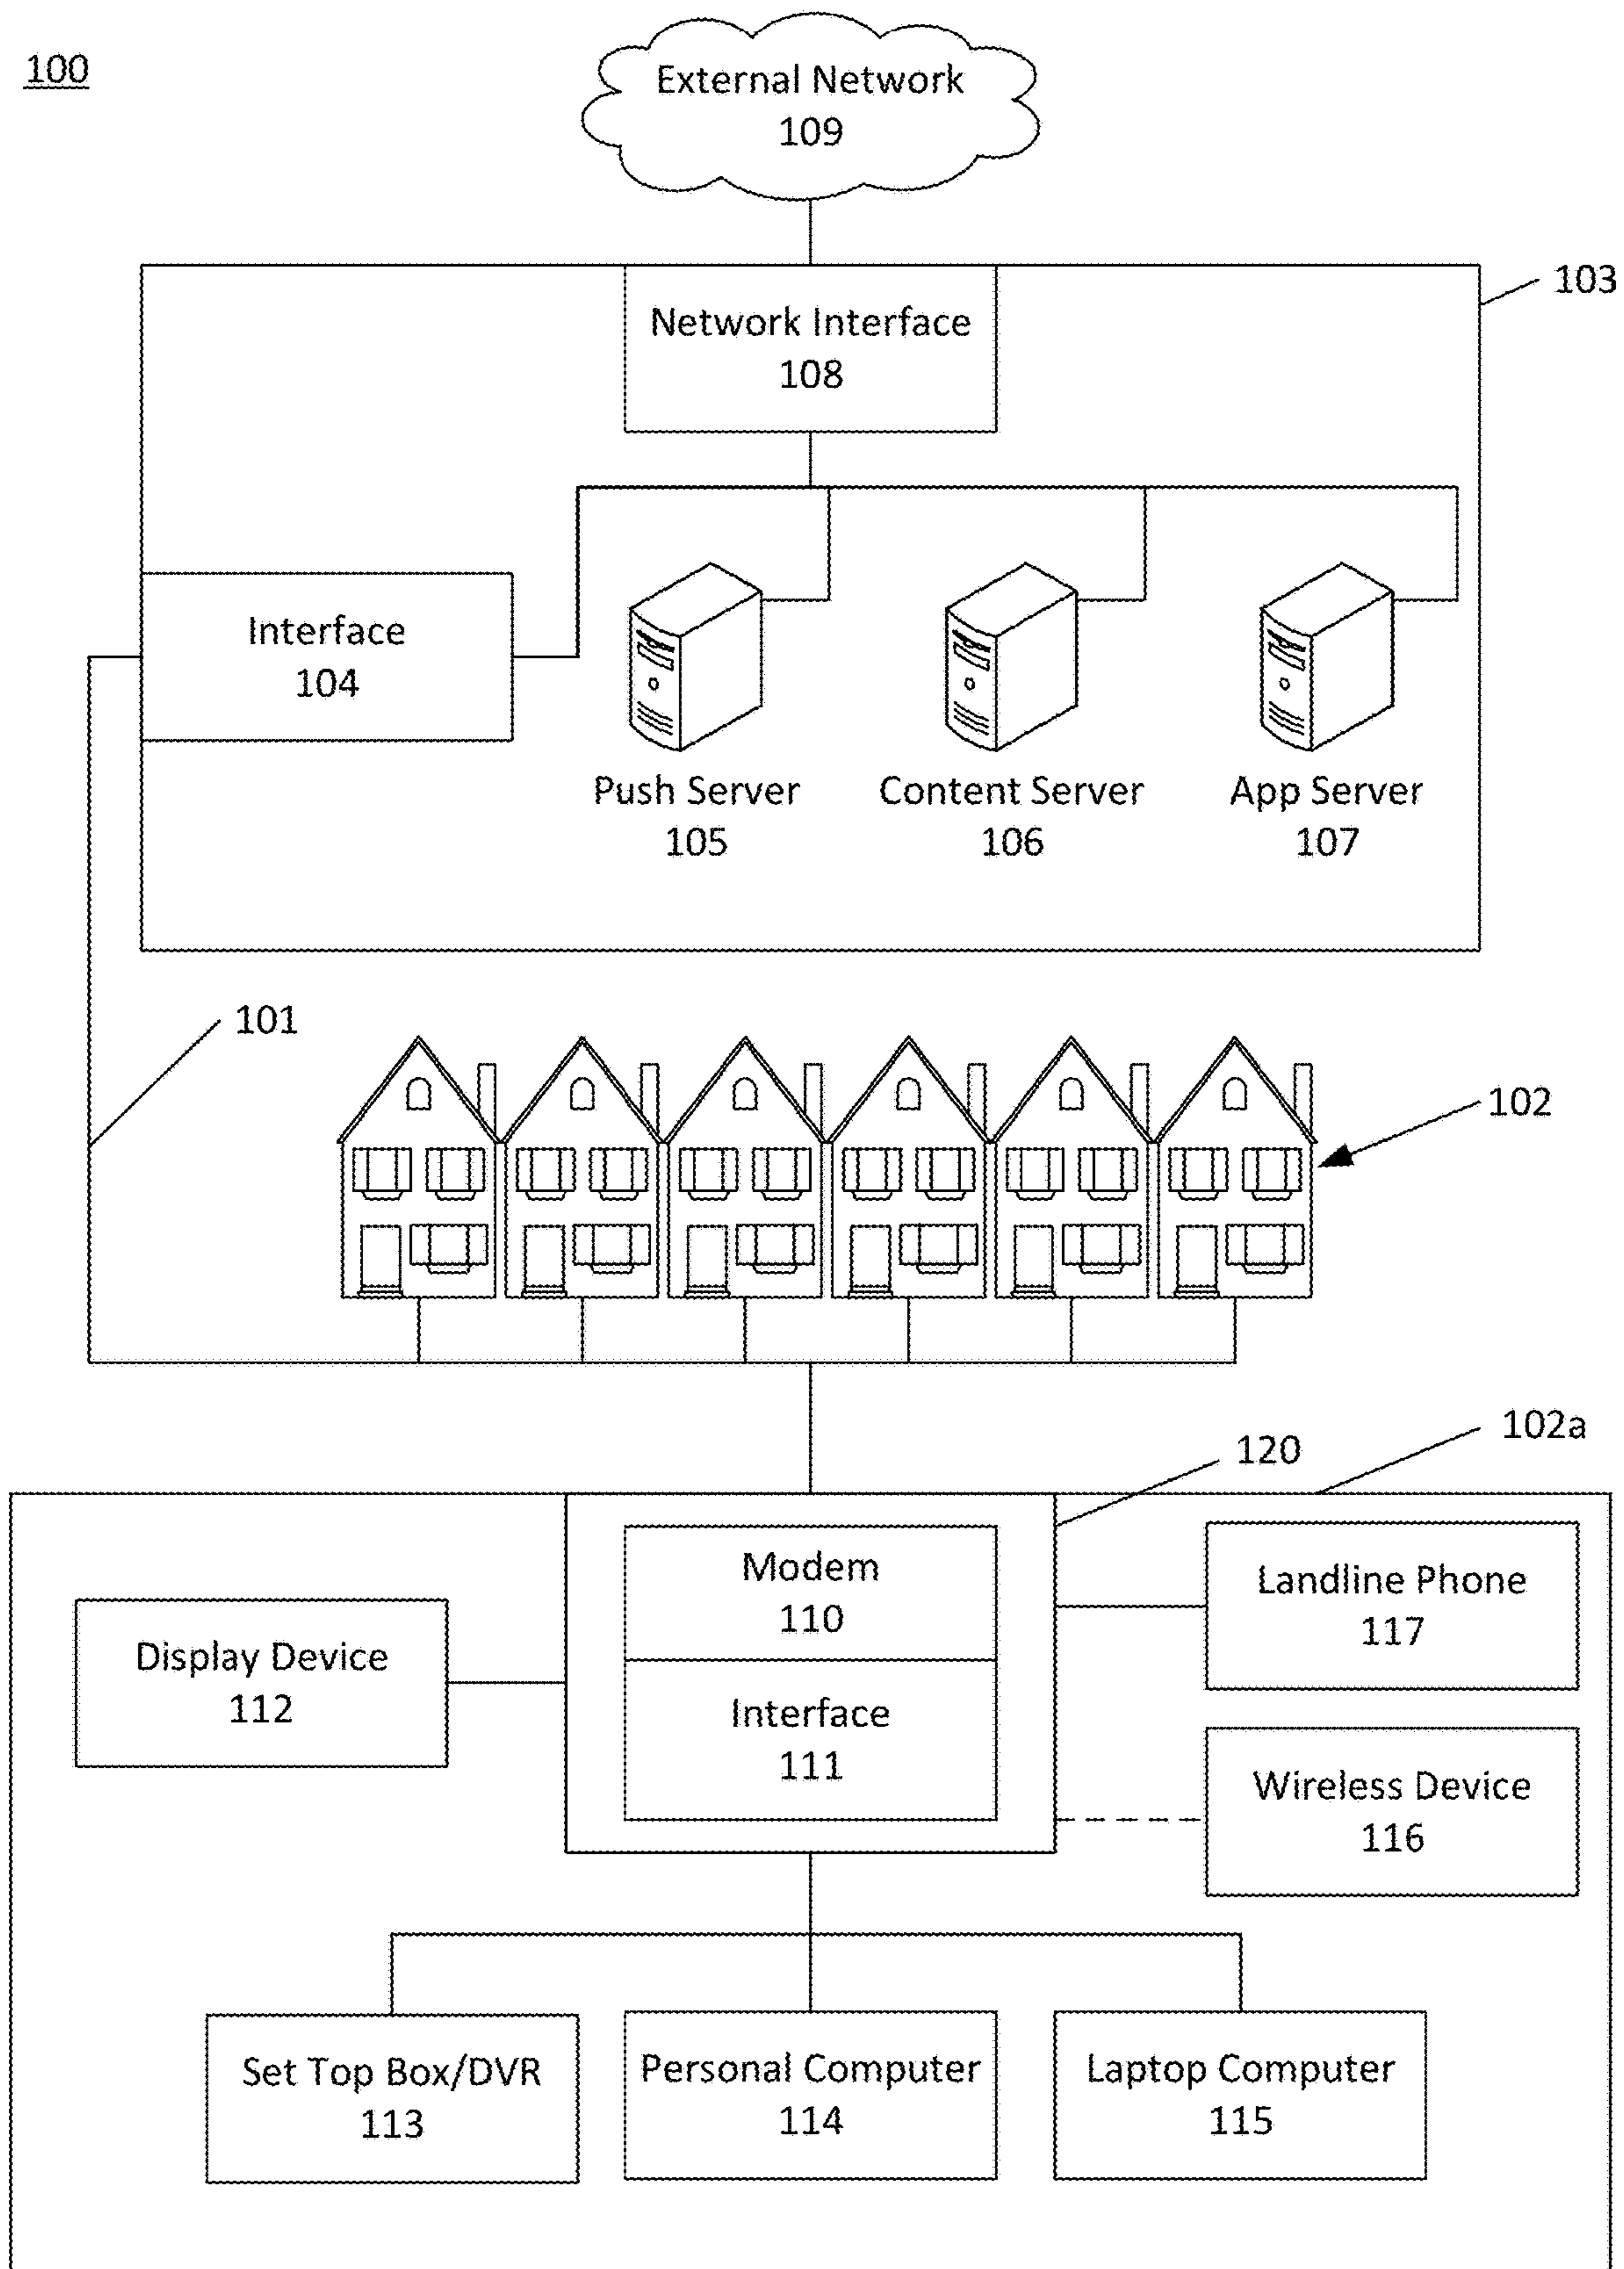 100
External Network
109
103
Network Interface
108
Interface
104
Push Server
105
Content Server
106
App Server
107
101
102
102a
120
Modem
110
Interface
111
Display Device
112
Landline Phone
117
Wireless Device
116
Set Top Box/DVR
113
Personal Computer
114
Laptop Computer
115